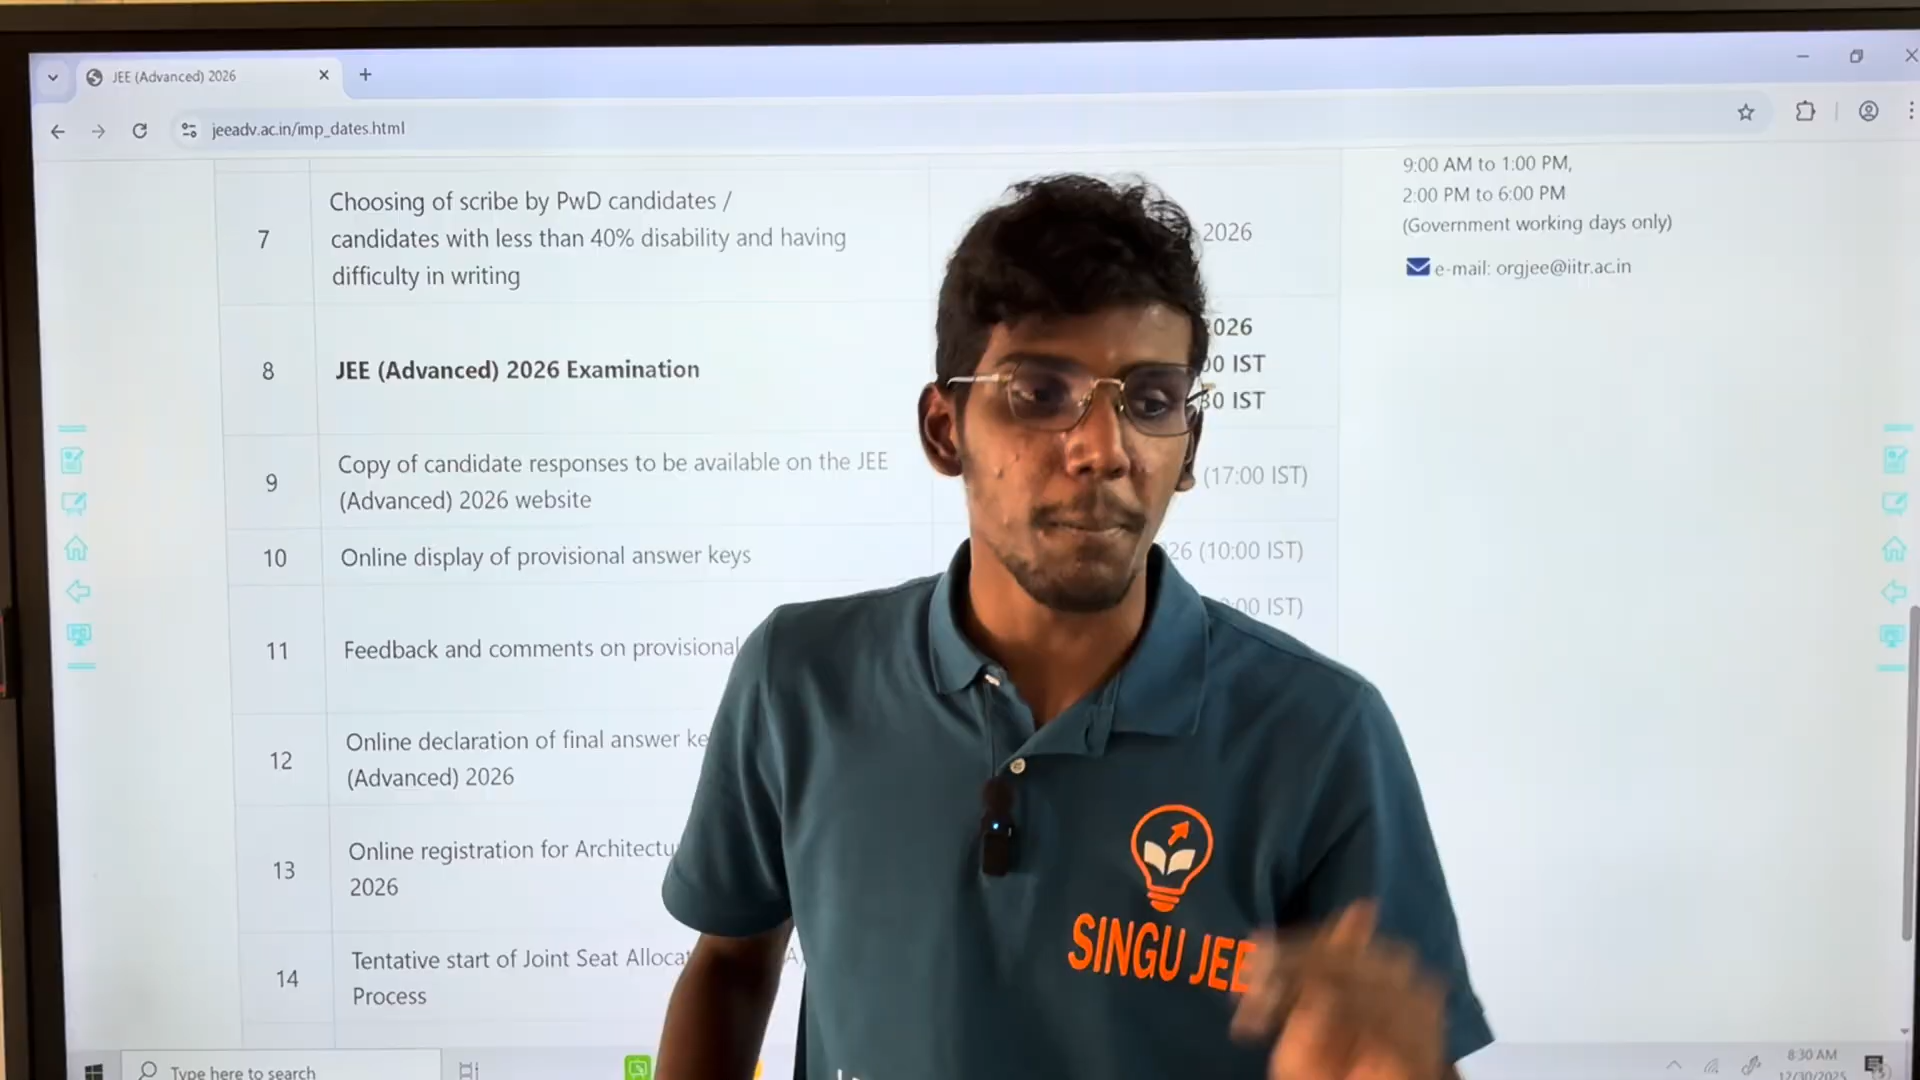 JEE (Advanced) 2026
jeeadv.ac.in/imp_dates.html
9:00 AM to 1:00 PM,
2:00 PM to 6:00 PM
(Government working days only)
e-mail: orgjee@iitr.ac.in
7
Choosing of scribe by PwD candidates /
candidates with less than 40% disability and having
difficulty in writing
2026
8
JEE (Advanced) 2026 Examination
IST
IST
9
Copy of candidate responses to be available on the JEE
(Advanced) 2026 website
(17:00 IST)
10
Online display of provisional answer keys
(10:00 IST)
IST)
11
Feedback and comments on provisional
12
Online declaration of final answer
(Advanced) 2026
13
Online registration for
2026
14
Tentative start of Joint Seat
Process
SINGU JEE
Type here to search
8:30 AM
12/30/2025